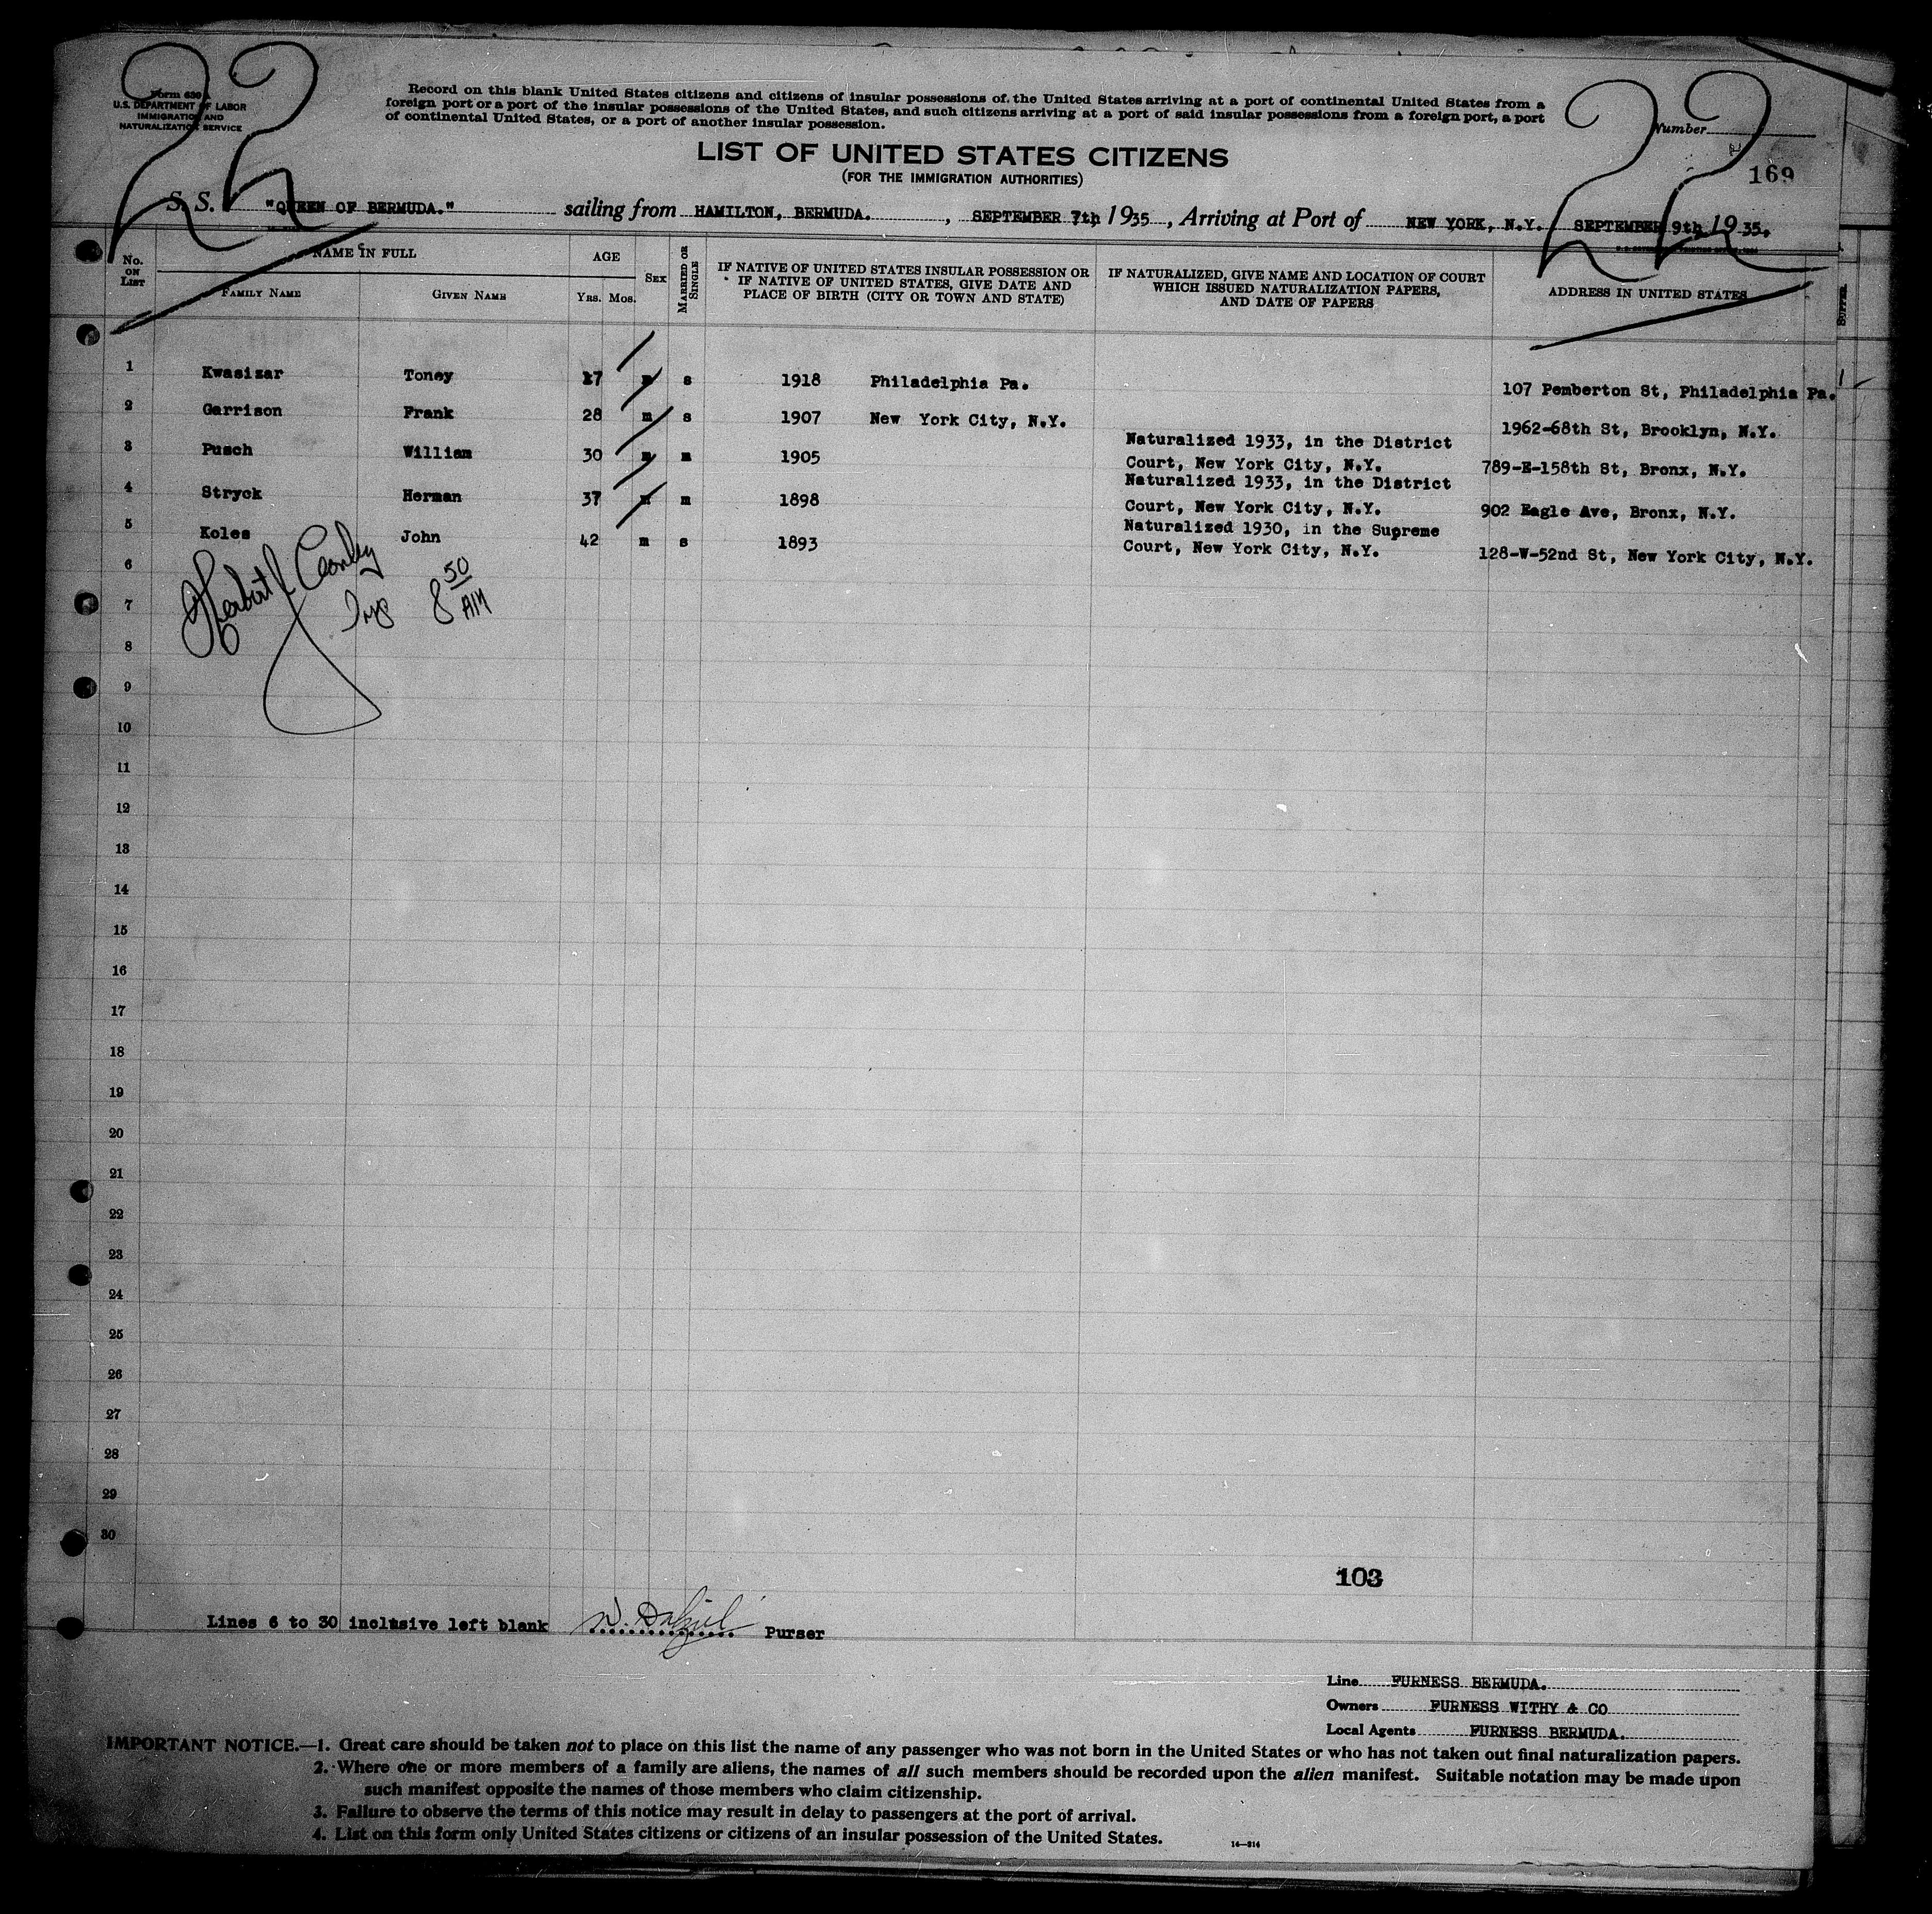 22
22
Form 630
U.S. DEPARTMENT OF LABOR
IMMIGRATION AND
NATURALIZATION SERVICE
Record on this blank United States citizens and citizens of insular possessions of the United States arriving at a port of continental United States from a
foreign port or a port of the insular possessions of the United States, and such citizens arriving at a port of said insular possessions from a foreign port, a port
of continental United States, or a port of another insular possession.
Number
169
LIST OF UNITED STATES CITIZENS
(FOR THE IMMIGRATION AUTHORITIES)
S. S. "QUEEN OF BERMUDA." sailing from HAMILTON, BERMUDA. , SEPTEMBER 7th, 1935 , Arriving at Port of NEW YORK, N.Y. SEPTEMBER 9th, 1935.
No. ON LIST
NAME IN FULL
FAMILY NAME GIVEN NAME
AGE
YRS. MOS.
SEX
MARRIED OR SINGLE
IF NATIVE OF UNITED STATES INSULAR POSSESSION OR
IF NATIVE OF UNITED STATES, GIVE DATE AND
PLACE OF BIRTH (CITY OR TOWN AND STATE)
IF NATURALIZED, GIVE NAME AND LOCATION OF COURT
WHICH ISSUED NATURALIZATION PAPERS,
AND DATE OF PAPERS
ADDRESS IN UNITED STATES
1 Kwasizar Toney 17 m s 1918 Philadelphia Pa. 107 Pemberton St, Philadelphia Pa.
2 Garrison Frank 28 m s 1907 New York City, N.Y. 1962-68th St, Brooklyn, N.Y.
3 Pusch William 30 m m 1905 Naturalized 1933, in the District
Court, New York City, N.Y. 789-E-158th St, Bronx, N.Y.
4 Stryck Herman 37 m m 1898 Naturalized 1933, in the District
Court, New York City, N.Y. 902 Eagle Ave, Bronx, N.Y.
5 Koles John 42 m s 1893 Naturalized 1930, in the Supreme
Court, New York City, N.Y. 128-W-52nd St, New York City, N.Y.
6
Ins 8 50 AM
7
8
9
10
11
12
13
14
15
16
17
18
19
20
21
22
23
24
25
26
27
28
29
30
103
Lines 6 to 30 inclusive left blank Purser
Line FURNESS BERMUDA.
Owners FURNESS WITHY & CO
Local Agents FURNESS BERMUDA.
IMPORTANT NOTICE.—1. Great care should be taken not to place on this list the name of any passenger who was not born in the United States or who has not taken out final naturalization papers.
2. Where one or more members of a family are aliens, the names of all such members should be recorded upon the alien manifest. Suitable notation may be made upon
such manifest opposite the names of those members who claim citizenship.
3. Failure to observe the terms of this notice may result in delay to passengers at the port of arrival.
4. List on this form only United States citizens or citizens of an insular possession of the United States.
14—314